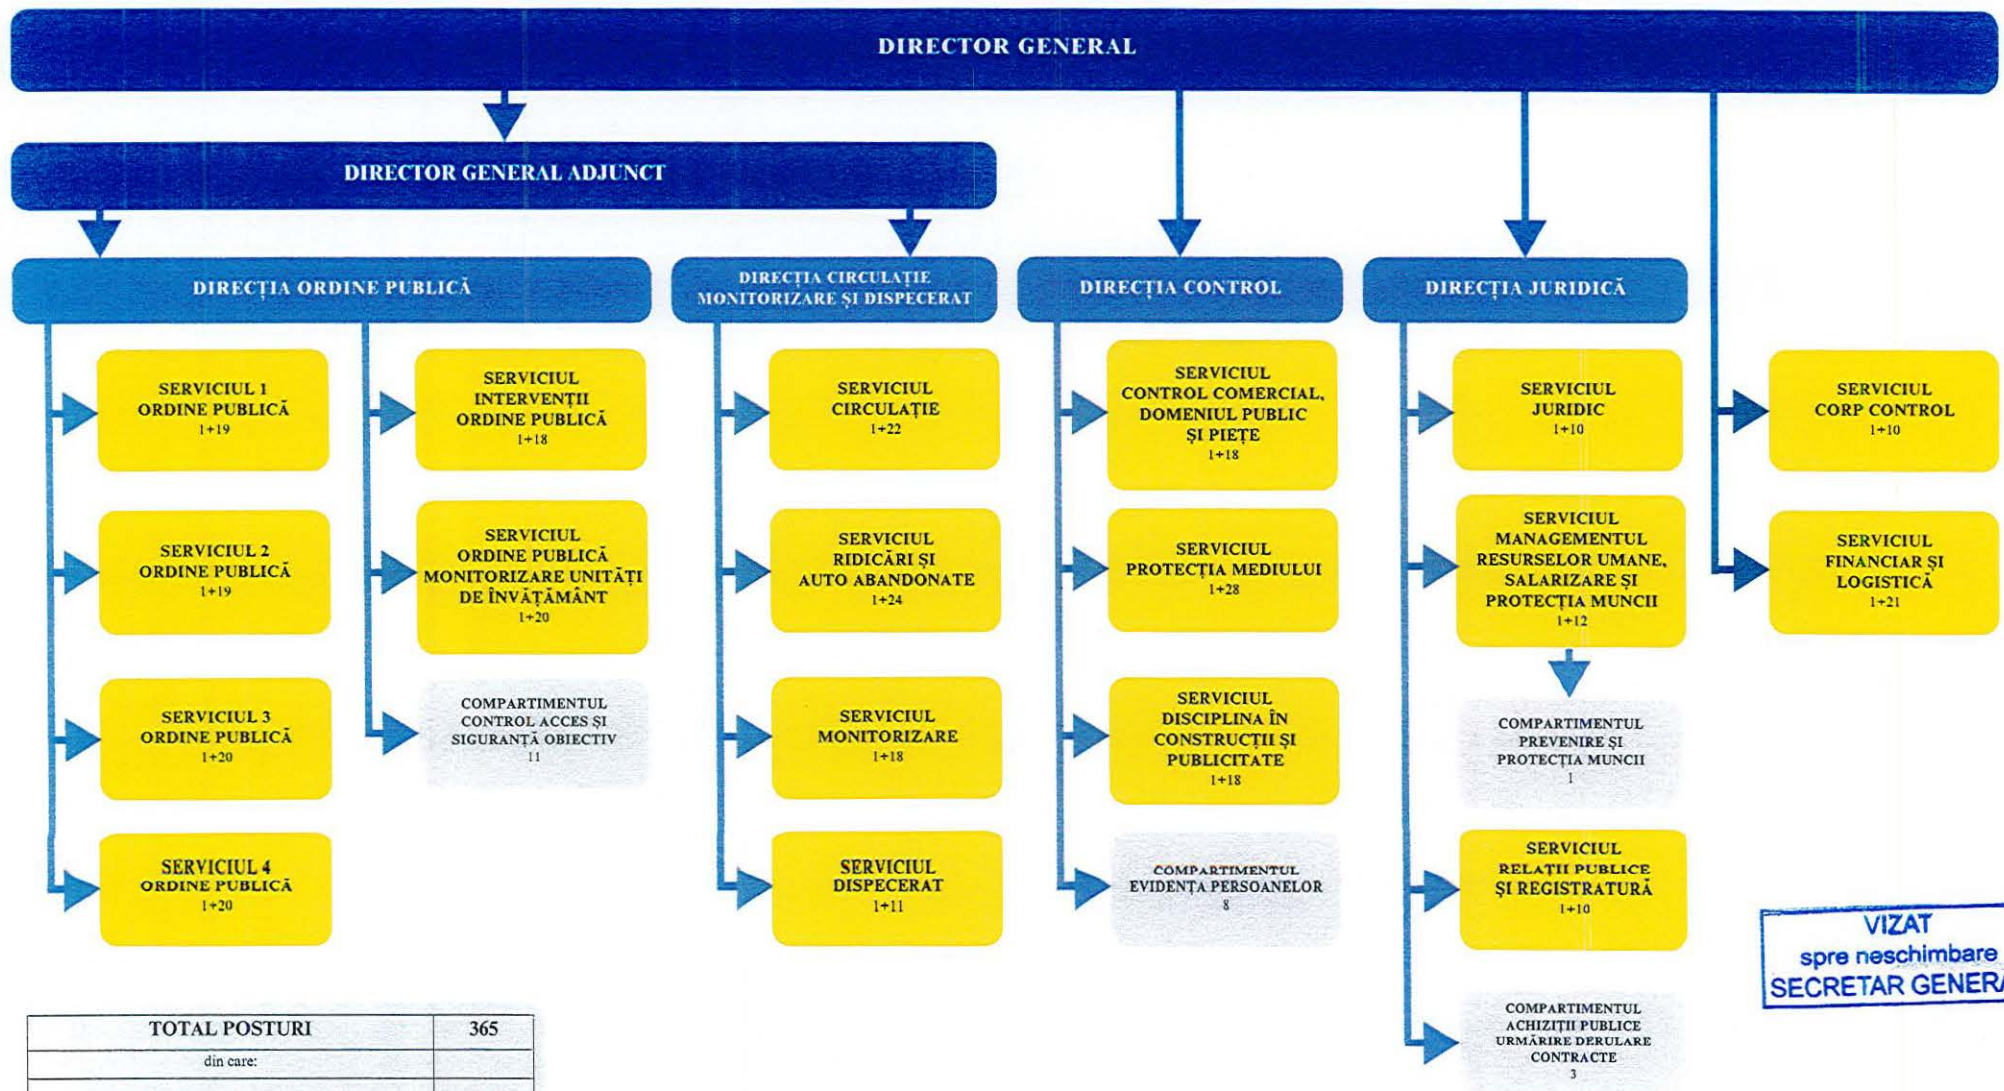 DIRECTOR GENERAL
DIRECTOR GENERAL ADJUNCT
DIRECȚIA ORDINE PUBLICĂ
SERVICIUL 1
ORDINE PUBLICĂ
1+19
SERVICIUL 2
ORDINE PUBLICĂ
1+19
SERVICIUL 3
ORDINE PUBLICĂ
1+20
SERVICIUL 4
ORDINE PUBLICĂ
1+20
SERVICIUL
INTERVENȚII
ORDINE PUBLICĂ
1+18
SERVICIUL
ORDINE PUBLICĂ
MONITORIZARE UNITĂȚI
DE ÎNVĂȚĂMÂNT
1+20
COMPARTIMENTUL
CONTROL ACCES ȘI
SIGURANȚĂ OBIECTIV
11
DIRECȚIA CIRCULAȚIE
MONITORIZARE ȘI DISPECERAT
SERVICIUL
CIRCULAȚIE
1+22
SERVICIUL
RIDICĂRI ȘI
AUTO ABANDONATE
1+24
SERVICIUL
MONITORIZARE
1+18
SERVICIUL
DISPECERAT
1+11
DIRECȚIA CONTROL
SERVICIUL
CONTROL COMERCIAL,
DOMENIUL PUBLIC
ȘI PIEȚE
1+18
SERVICIUL
PROTECȚIA MEDIULUI
1+28
SERVICIUL
DISCIPLINA ÎN
CONSTRUCȚII ȘI
PUBLICITATE
1+18
COMPARTIMENTUL
EVIDENȚA PERSOANELOR
8
DIRECȚIA JURIDICĂ
SERVICIUL
JURIDIC
1+10
SERVICIUL
MANAGEMENTUL
RESURSELOR UMANE,
SALARIZARE ȘI
PROTECȚIA MUNCII
1+12
COMPARTIMENTUL
PREVENIRE ȘI
PROTECȚIA MUNCII
1
SERVICIUL
RELAȚII PUBLICE
ȘI REGISTRATURĂ
1+10
COMPARTIMENTUL
ACHIZIȚII PUBLICE
URMĂRIRE DERULARE
CONTRACTE
3
SERVICIUL
CORP CONTROL
1+10
SERVICIUL
FINANCIAR ȘI
LOGISTICĂ
1+21
VIZAT
spre neschimbare
SECRETAR GENERA
TOTAL POSTURI 365
din care: